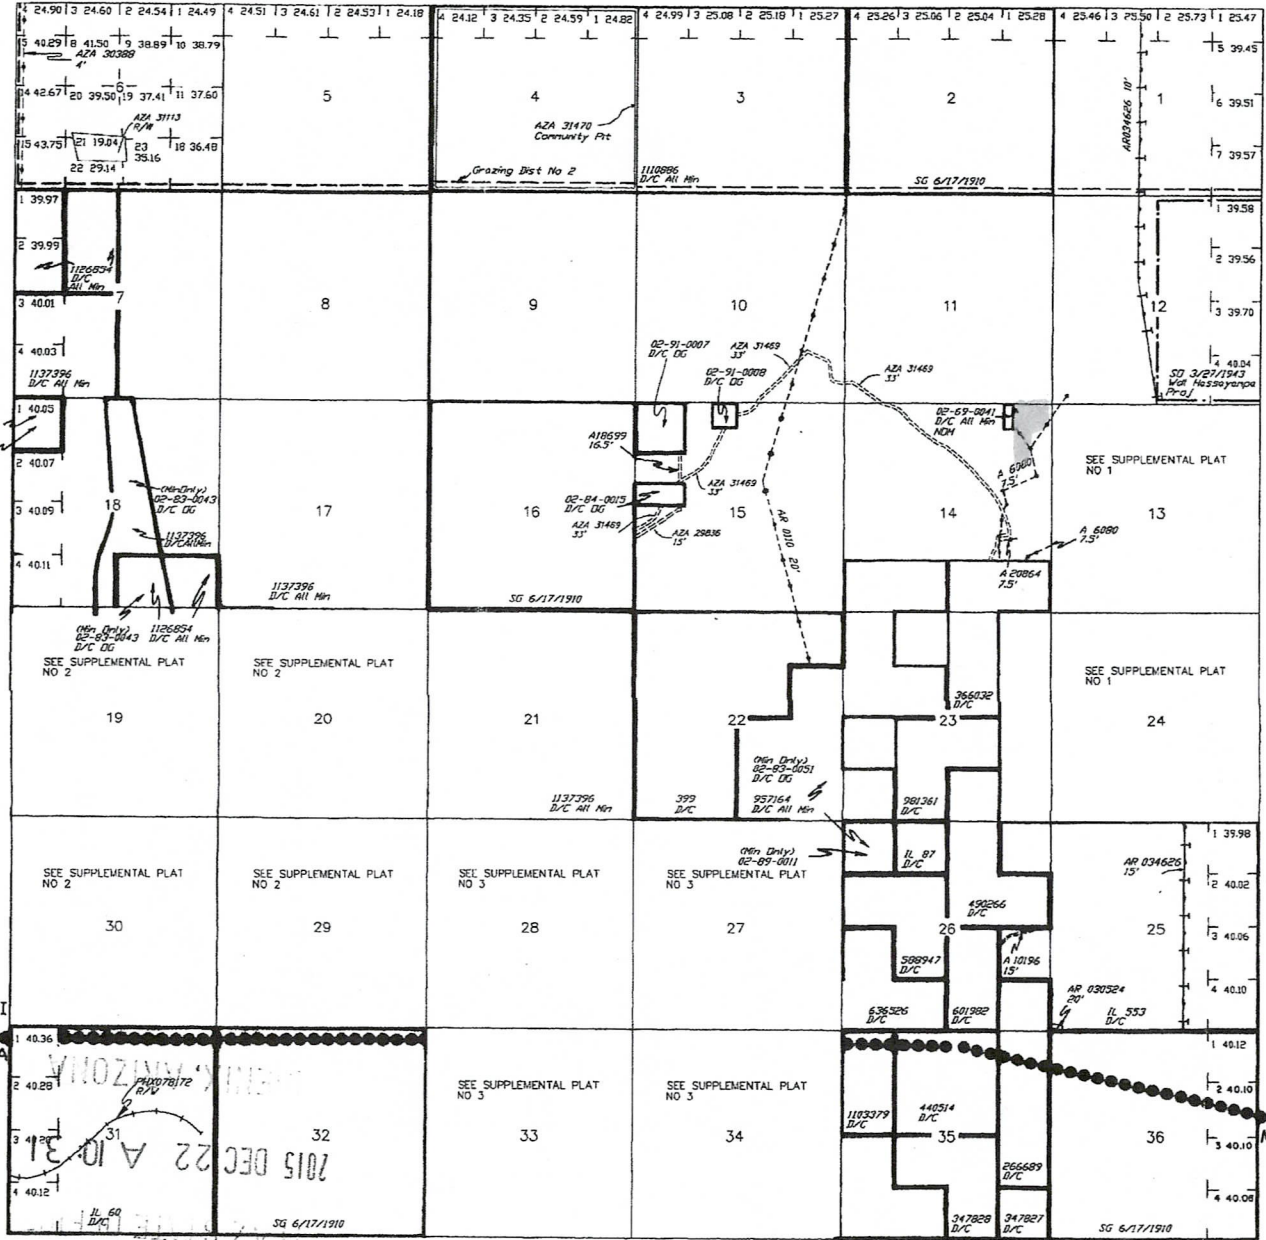 24.90 3 24.60 2 24.54 1 24.49
4 24.51 3 24.61 2 24.53 1 24.18
4 24.12 3 24.35 2 24.59 1 24.82
4 24.99 3 25.08 2 25.18 1 25.27
4 25.26 3 25.06 2 25.04 1 25.28
4 25.46 3 25.50 2 25.73 1 25.47
5 40.29 8 41.50 9 38.89 10 38.79
AZA 30388
4'
14 42.67 20 39.50 19 37.41 11 37.60
6
AZA 31113
R/W
15 43.75 21 19.04 23 35.16 18 36.48
22 29.14
5
4
AZA 31470
Community Pit
Grazing Dist No 2
3
1110886
D/C All Min
2
SG 6/17/1910
AR034626 10'
1
5 39.45
6 39.51
7 39.57
1 39.97
2 39.99
1126854
D/C
All Min
3 40.01
7
4 40.03
1137396
D/C All Min
8
9
10
02-91-0007
D/C OG
02-91-0008
D/C OG
AZA 31469
33'
AZA 31469
33'
11
12
1 39.58
2 39.56
3 39.70
4 40.04
SO 3/27/1943
Wdl Hassayampa
Proj
1 40.05
2 40.07
3 40.09
4 40.11
18
(Min Only)
02-83-0043
D/C OG
1137396
D/C All Min
(Min Only)
02-83-0043
D/C OG
1126854
D/C All Min
17
1137396
D/C All Min
16
SG 6/17/1910
A18699
16.5'
02-84-0015
D/C OG
AZA 31469
33'
AZA 31469
33'
AZA 29836
15'
15
AR 0110 20'
02-69-0041
D/C All Min
NDM
A 6080
7.5'
14
A 6080
7.5'
A 20864
7.5'
SEE SUPPLEMENTAL PLAT
NO 1
13
SEE SUPPLEMENTAL PLAT
NO 2
19
SEE SUPPLEMENTAL PLAT
NO 2
20
21
1137396
D/C All Min
22
399
D/C
(Min Only)
02-83-0051
D/C OG
957164
D/C All Min
366032
D/C
23
981361
D/C
SEE SUPPLEMENTAL PLAT
NO 1
24
SEE SUPPLEMENTAL PLAT
NO 2
30
SEE SUPPLEMENTAL PLAT
NO 2
29
SEE SUPPLEMENTAL PLAT
NO 3
28
(Min Only)
02-89-0011
SEE SUPPLEMENTAL PLAT
NO 3
27
IL 87
D/C
490266
D/C
26
588947
D/C
A 10196
15'
636526
D/C
601982
D/C
AR 034626
15'
25
AR 030524
20'
IL 553
D/C
1 39.98
2 40.02
3 40.06
4 40.10
1 40.36
2 40.28
3 40.20
4 40.12
PHX078172
R/W
31
IL 60
D/C
ARIZONA
2015 DEC 22 A 10: 31
32
SG 6/17/1910
SEE SUPPLEMENTAL PLAT
NO 3
33
SEE SUPPLEMENTAL PLAT
NO 3
34
1103379
D/C
440514
D/C
35
266689
D/C
347828
D/C
347827
D/C
36
SG 6/17/1910
1 40.12
2 40.10
3 40.10
4 40.08